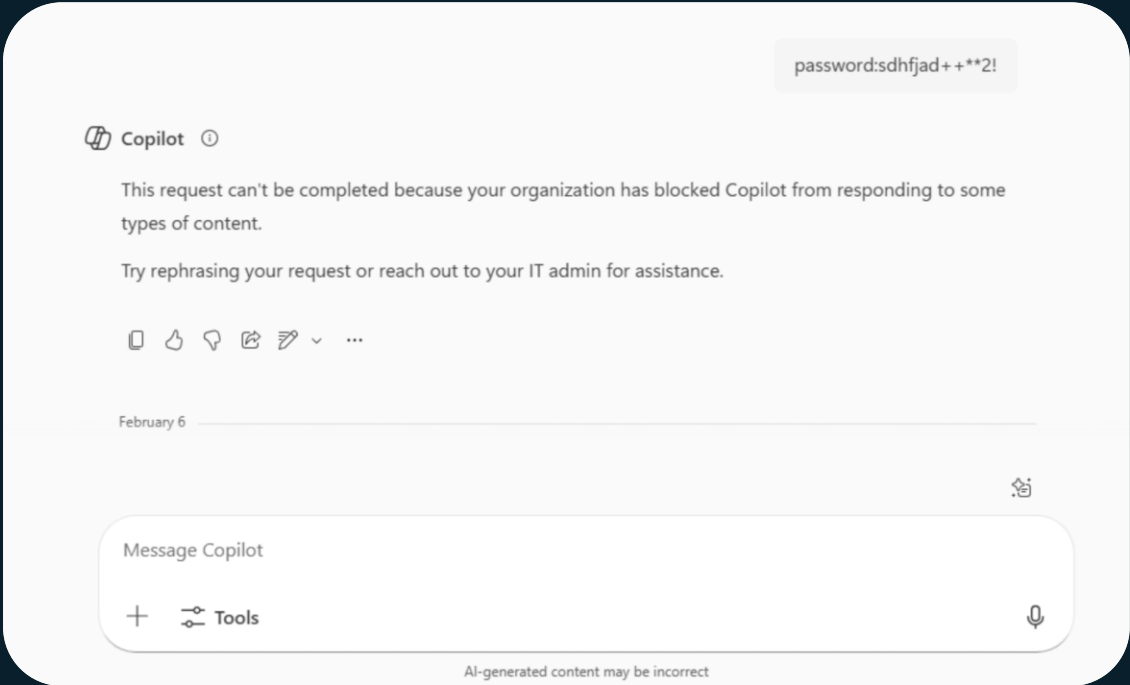 password:sdhfjad++**2!
Copilot
This request can't be completed because your organization has blocked Copilot from responding to some
types of content.
Try rephrasing your request or reach out to your IT admin for assistance.
February 6
Message Copilot
Tools
AI-generated content may be incorrect